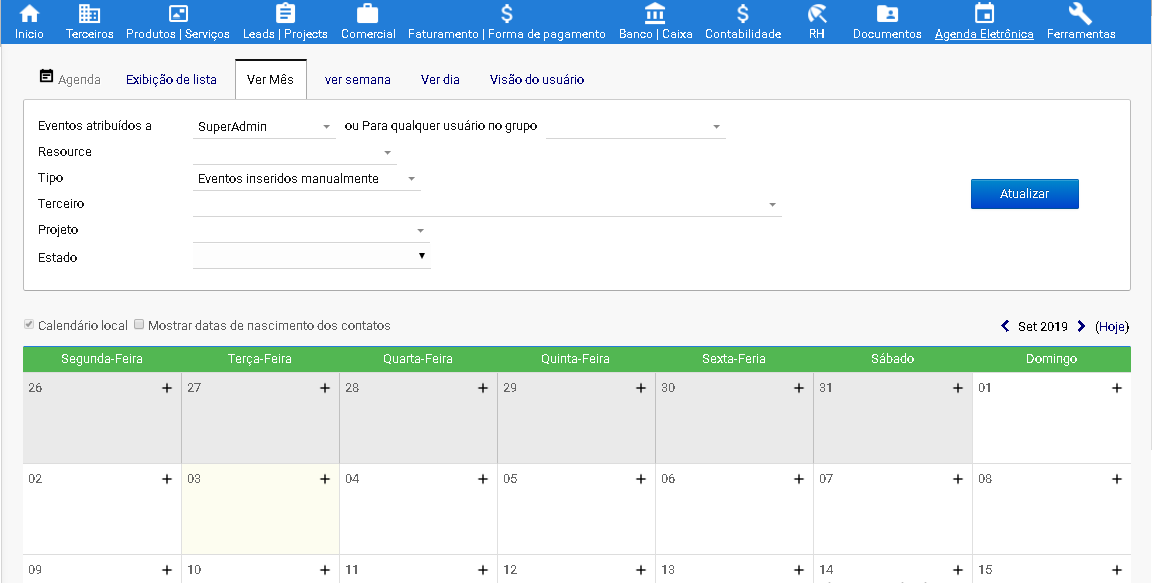 Inicio Terceiros Produtos | Serviços Leads | Projects Comercial Faturamento | Forma de pagamento Banco | Caixa Contabilidade RH Documentos Agenda Eletrônica Ferramentas
Agenda Exibição de lista Ver Mês ver semana Ver dia Visão do usuário
Eventos atribuídos a SuperAdmin ou Para qualquer usuário no grupo
Resource
Tipo Eventos inseridos manualmente
Atualizar
Terceiro
Projeto
Estado
Calendário local Mostrar datas de nascimento dos contatos Set 2019 (Hoje)
Segunda-Feira Terça-Feira Quarta-Feira Quinta-Feira Sexta-Feria Sábado Domingo
26 + 27 + 28 + 29 + 30 + 31 + 01 +
02 + 03 + 04 + 05 + 06 + 07 + 08 +
09 + 10 + 11 + 12 + 13 + 14 + 15 +